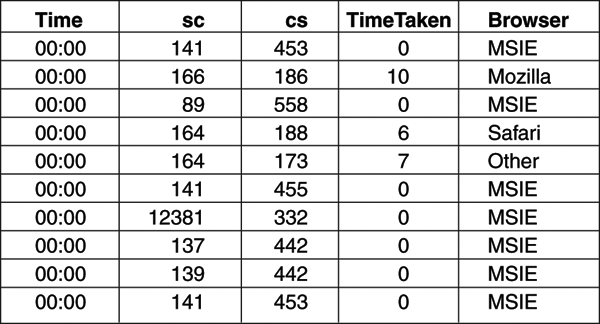 Time sc cs TimeTaken Browser
00:00 141 453 0 MSIE
00:00 166 186 10 Mozilla
00:00 89 558 0 MSIE
00:00 164 188 6 Safari
00:00 164 173 7 Other
00:00 141 455 0 MSIE
00:00 12381 332 0 MSIE
00:00 137 442 0 MSIE
00:00 139 442 0 MSIE
00:00 141 453 0 MSIE